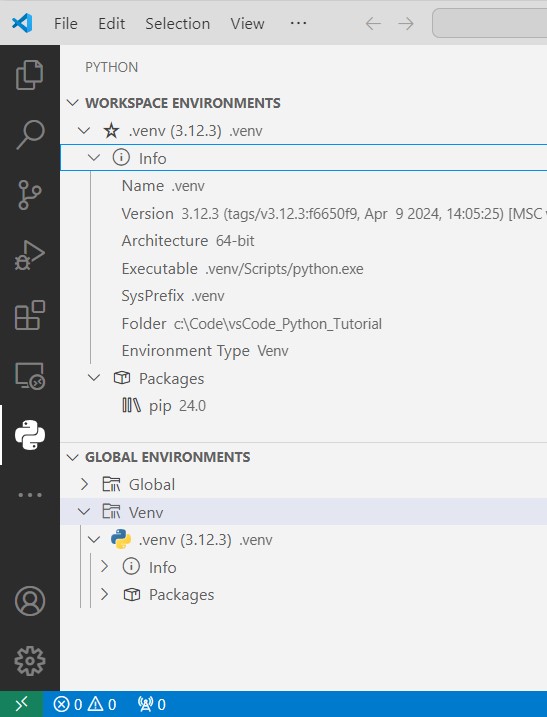 File Edit Selection View ...
PYTHON
WORKSPACE ENVIRONMENTS
.venv (3.12.3) .venv
Info
Name .venv
Version 3.12.3 (tags/v3.12.3:f6650f9, Apr 9 2024, 14:05:25) [MSC
Architecture 64-bit
Executable .venv/Scripts/python.exe
SysPrefix .venv
Folder c:\Code\vsCode_Python_Tutorial
Environment Type Venv
Packages
pip 24.0
GLOBAL ENVIRONMENTS
Global
Venv
.venv (3.12.3) .venv
Info
Packages
0 0 0